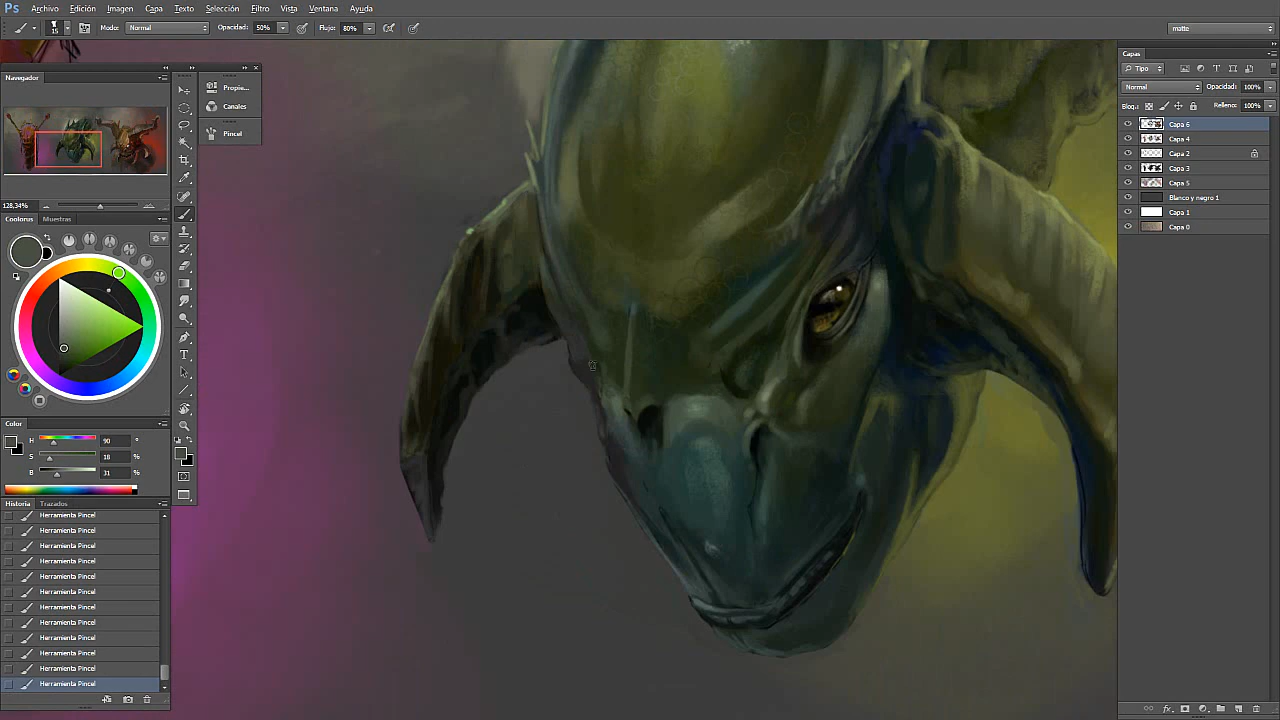 Ps Archivo Edición Imagen Capa Texto Selección Filtro Vista Ventana Ayuda
15 Modo: Normal Opacidad: 50% Flujo: 80% matte
Navegador
Propie...
Canales
Pincel
128,34%
Coolorus Muestras
Color
H 90 °
S 18 %
B 31 %
Historia Trazados
Herramienta Pincel
Herramienta Pincel
Herramienta Pincel
Herramienta Pincel
Herramienta Pincel
Herramienta Pincel
Herramienta Pincel
Herramienta Pincel
Herramienta Pincel
Herramienta Pincel
Herramienta Pincel
Herramienta Pincel
Capas
Tipo
Normal Opacidad: 100%
Bloq.: Relleno: 100%
Capa 6
Capa 4
Capa 2
Capa 3
Capa 5
Blanco y negro 1
Capa 1
Capa 0
fx